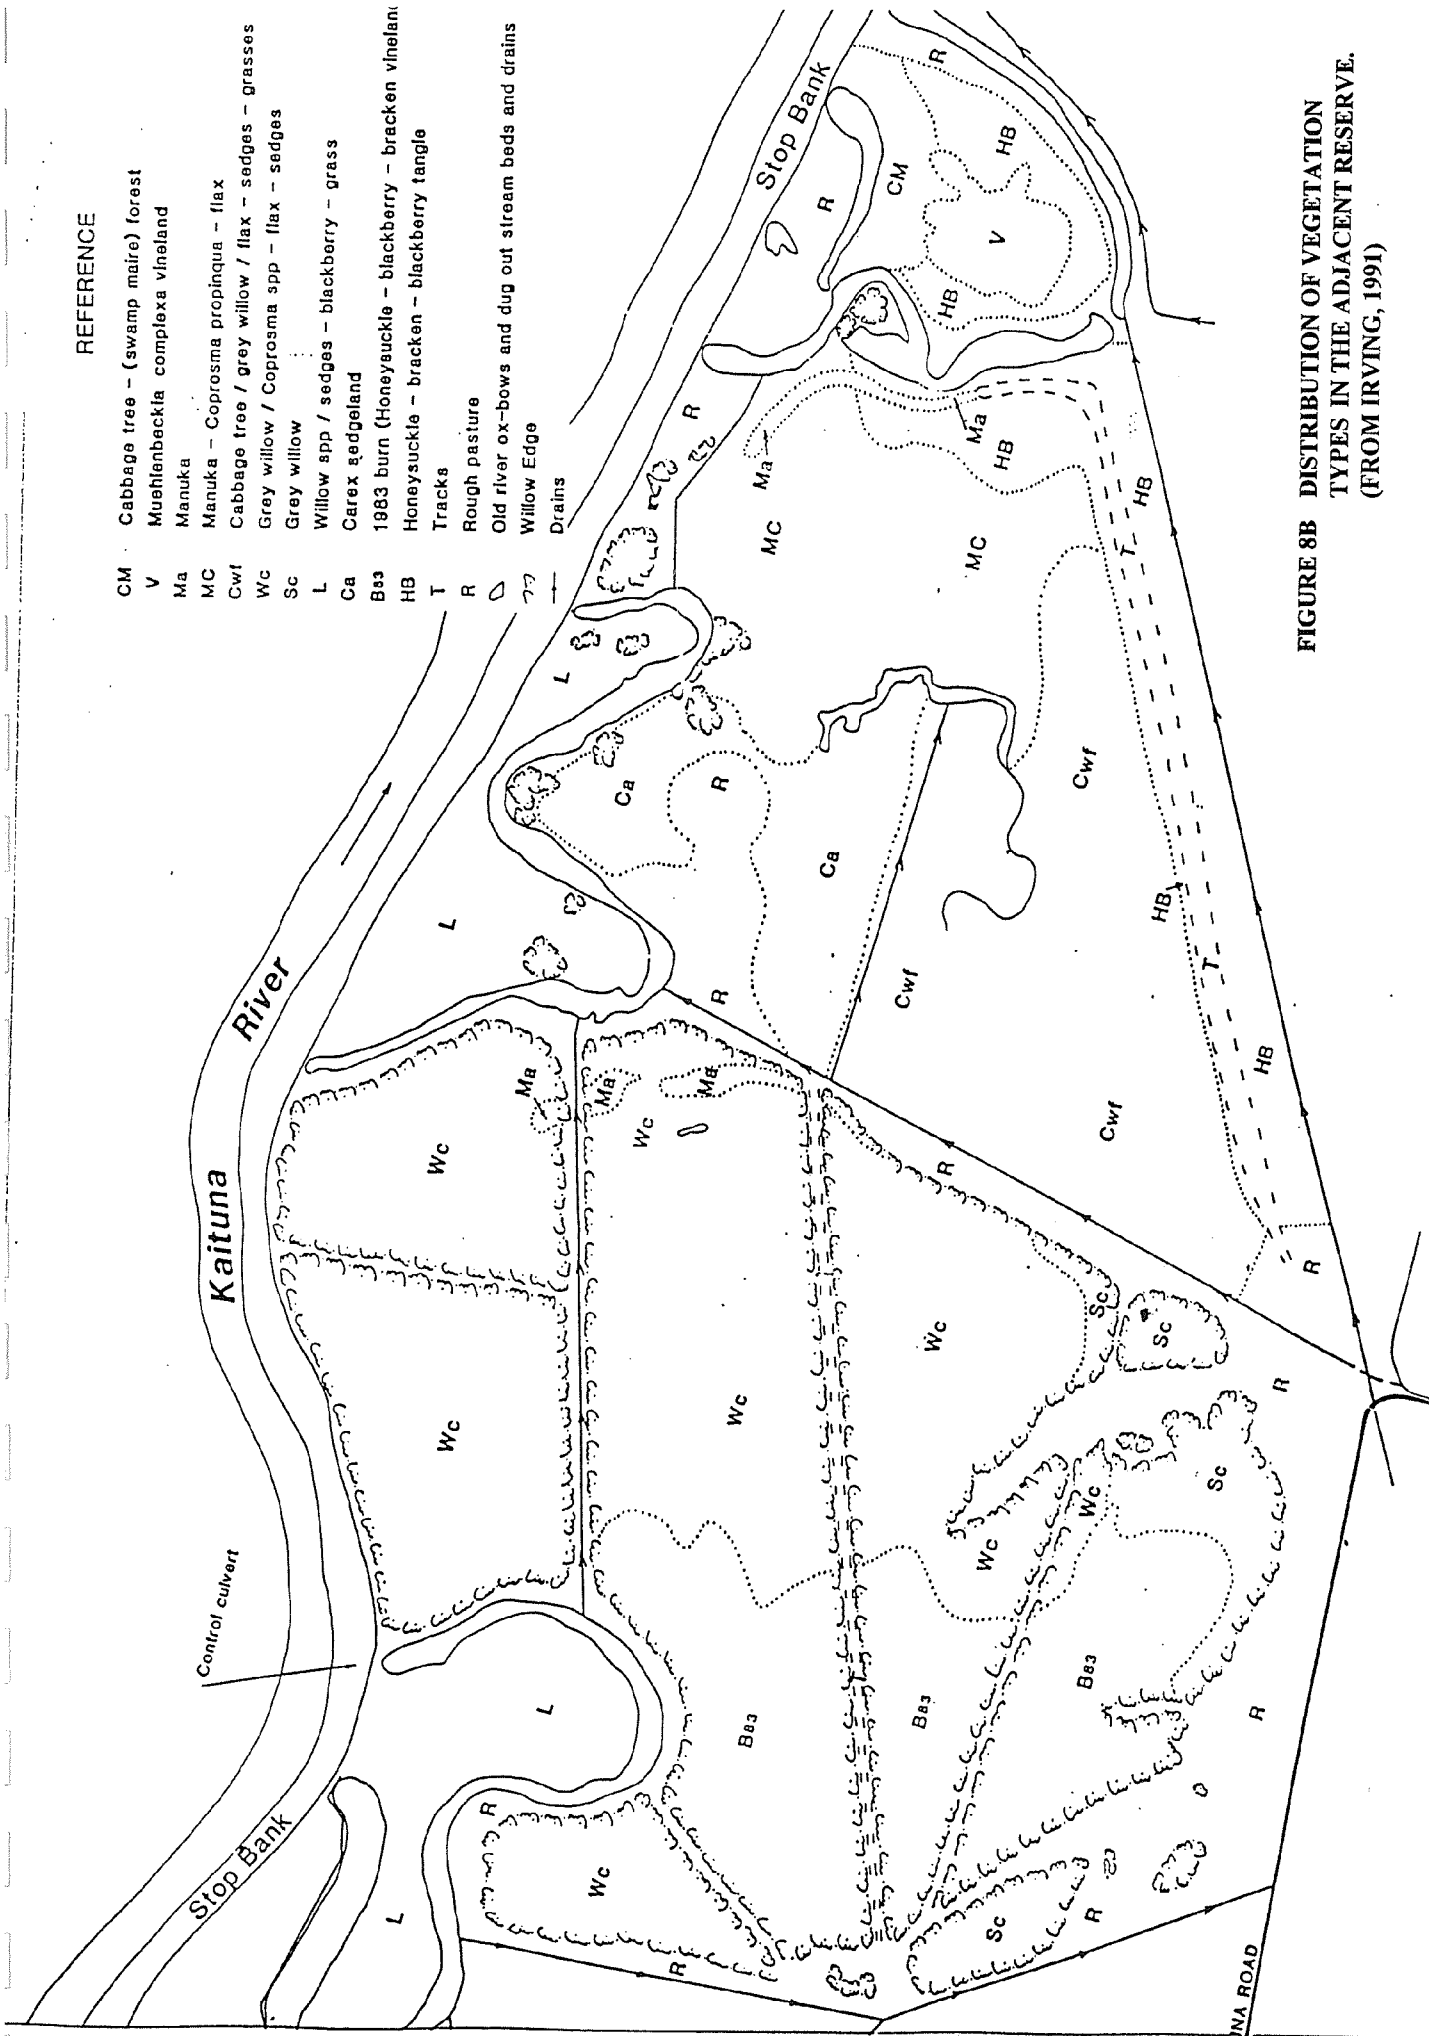 REFERENCE
CM Cabbage tree - (swamp maire) forest
V Muehlenbeckia complexa vineland
Ma Manuka
MC Manuka - Coprosma propinqua - flax
Cwf Cabbage tree / grey willow / flax - sedges - grasses
Wc Grey willow / Coprosma spp - flax - sedges
Sc Grey willow
L Willow spp / sedges - blackberry - grass
Ca Carex sedgeland
B83 1983 burn (Honeysuckle - blackberry - bracken vineland
HB Honeysuckle - bracken - blackberry tangle
T Tracks
R Rough pasture
Old river ox-bows and dug out stream beds and drains
Willow Edge
Drains
Stop Bank
Control culvert
Kaituna River
Stop Bank
L
L
L
L
R
Wc
Wc
Wc
Ma
Ma
Ma
Wc
Wc
R
Wc
B83
B83
B83
Wc
Wc
Wc
Sc
Sc
Sc
Sc
R
R
R
R
R
R
Ca
R
Ca
Cwf
Cwf
Cwf
HB
HB
HB
T
T
MC
MC
Ma
Ma
HB
R
R
CM
HB
V
HB
R
NA ROAD
FIGURE 8B DISTRIBUTION OF VEGETATION
TYPES IN THE ADJACENT RESERVE.
(FROM IRVING, 1991)